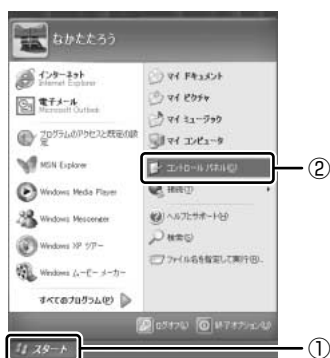 なかたたろう
インターネット
Internet Explorer
電子メール
Microsoft Outlook
プログラムのアクセスと既定の設定
MSN Explorer
Windows Media Player
Windows Messenger
Windows XP ツアー
Windows ムービー メーカー
すべてのプログラム(P)
マイ ドキュメント
マイ ピクチャ
マイ ミュージック
マイ コンピュータ
コントロール パネル(C)
接続(T)
ヘルプとサポート(H)
検索(S)
ファイル名を指定して実行(R)...
ログオフ(L)
終了オプション(U)
スタート
②
①